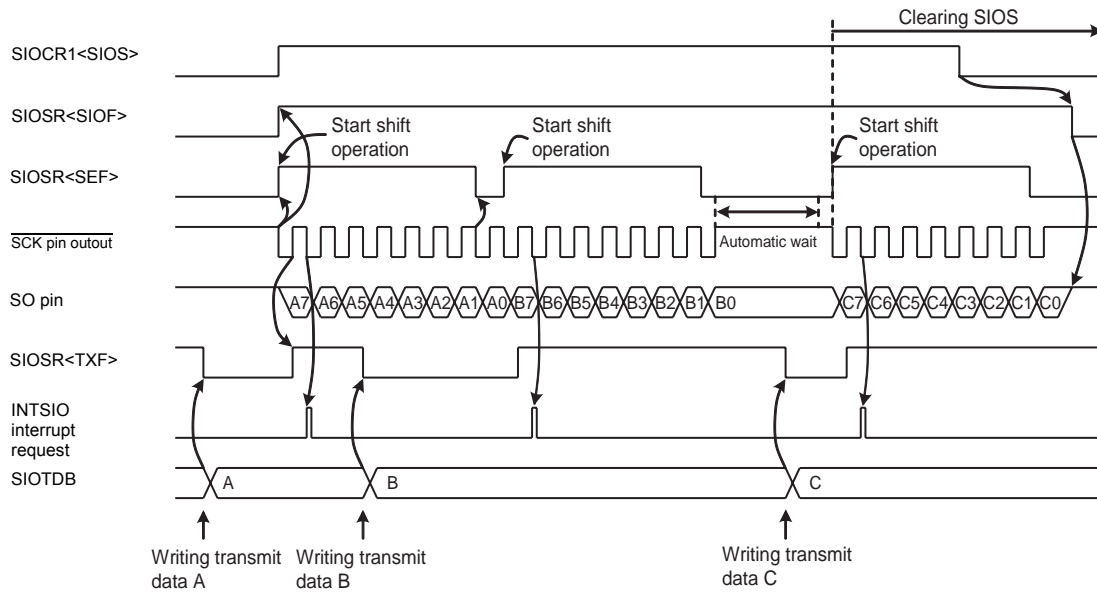 Clearing SIOS
SIOCR1<SIOS>
SIOSR<SIOF>
Start shift
operation
Start shift
operation
Start shift
operation
SIOSR<SEF>
SCK pin outout
Automatic wait
SO pin
A7 A6 A5 A4 A3 A2 A1 A0 B7 B6 B5 B4 B3 B2 B1 B0 C7 C6 C5 C4 C3 C2 C1 C0
SIOSR<TXF>
INTSIO
interrupt
request
SIOTDB
A B C
Writing transmit
data A
Writing transmit
data B
Writing transmit
data C